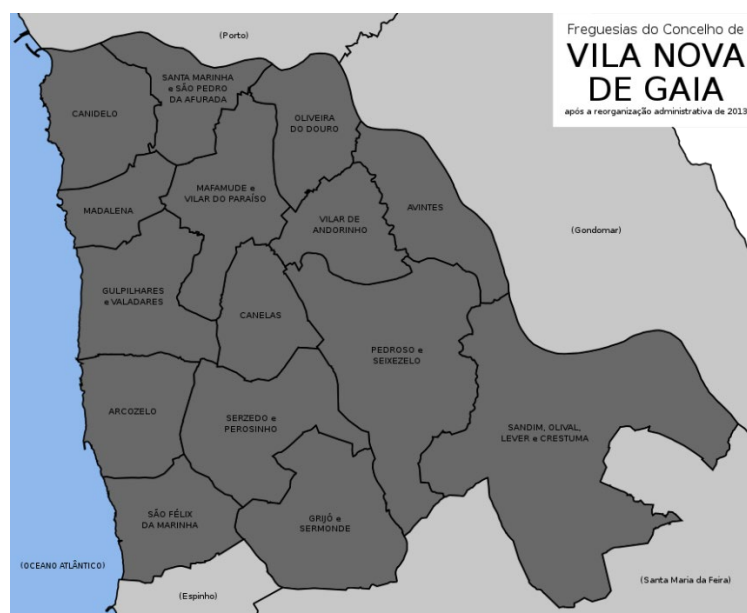 Freguesias do Concelho de
VILA NOVA
DE GAIA
após a reorganização administrativa de 2013
(Porto)
SANTA MARINHA
e SÃO PEDRO
DA AFURADA
CANIDELO
OLIVEIRA
DO DOURO
MAFAMUDE e
VILAR DO PARAÍSO
MADALENA
VILAR DE
ANDORINHO
AVINTES
(Gondomar)
GULPILHARES
e VALADARES
CANELAS
PEDROSO e
SEIXEZELO
ARCOZELO
SERZEDO e
PEROSINHO
SANDIM, OLIVAL,
LEVER e CRESTUMA
SÃO FÉLIX
DA MARINHA
GRIJÓ e
SERMONDE
(OCEANO ATLÂNTICO)
(Espinho)
(Santa Maria da Feira)